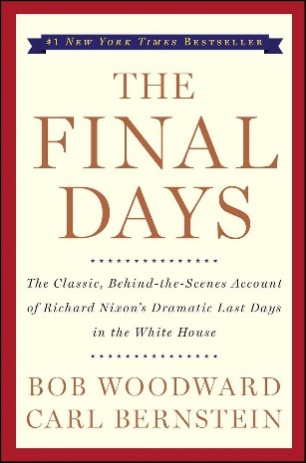 #1 NEW YORK TIMES BESTSELLER
THE
FINAL
DAYS
The Classic, Behind-the-Scenes Account
of Richard Nixon's Dramatic Last Days
in the White House
BOB WOODWARD
CARL BERNSTEIN